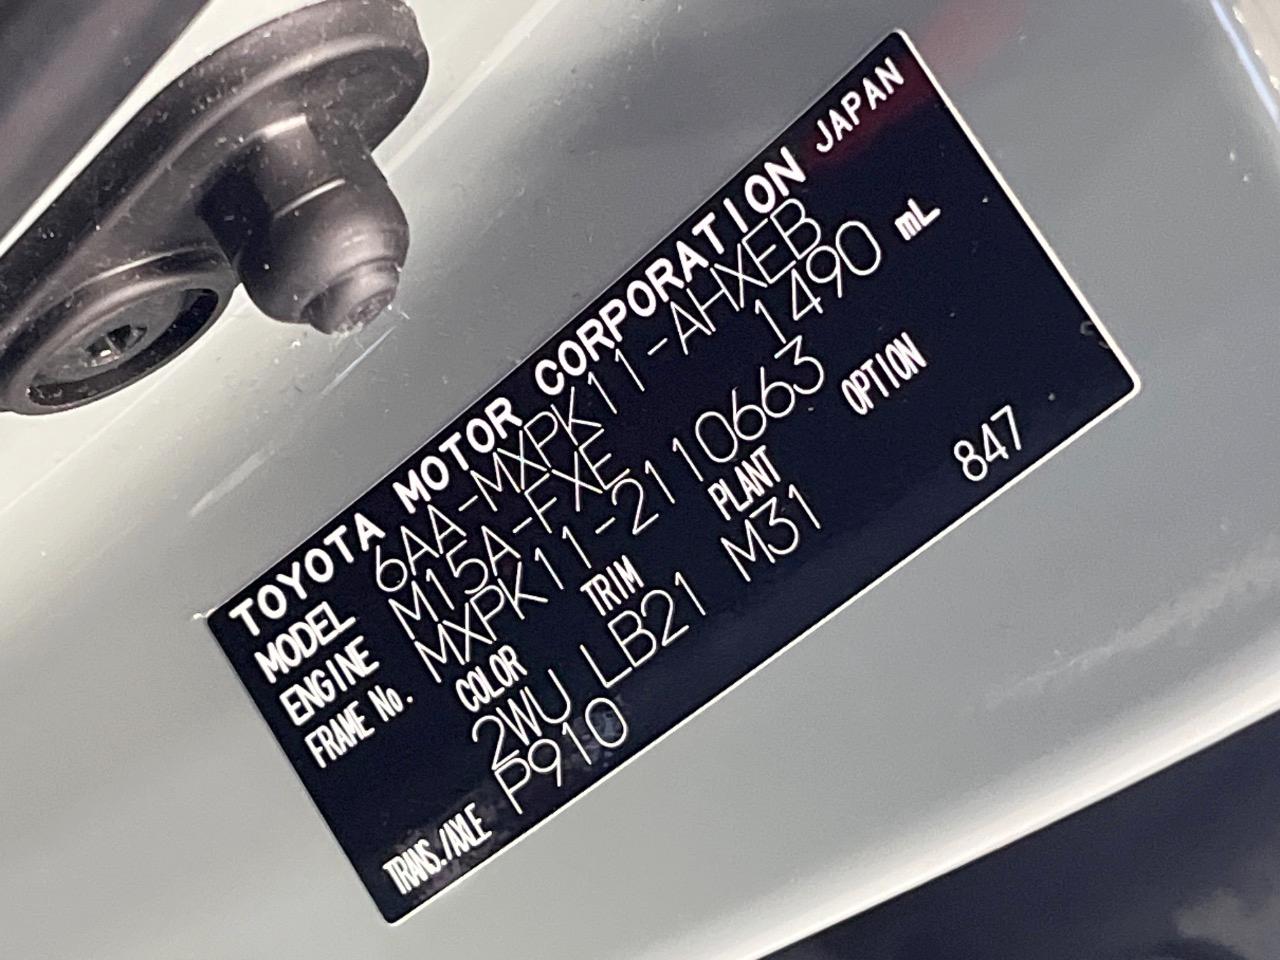 TOYOTA MOTOR CORPORATION JAPAN
MODEL 6AA-MXPK11-AHXEB
ENGINE M15A-FXE 1490 mL
FRAME No. MXPK11-2110663
COLOR TRIM PLANT OPTION
2WU LB21 M31 847
TRANS./AXLE P910